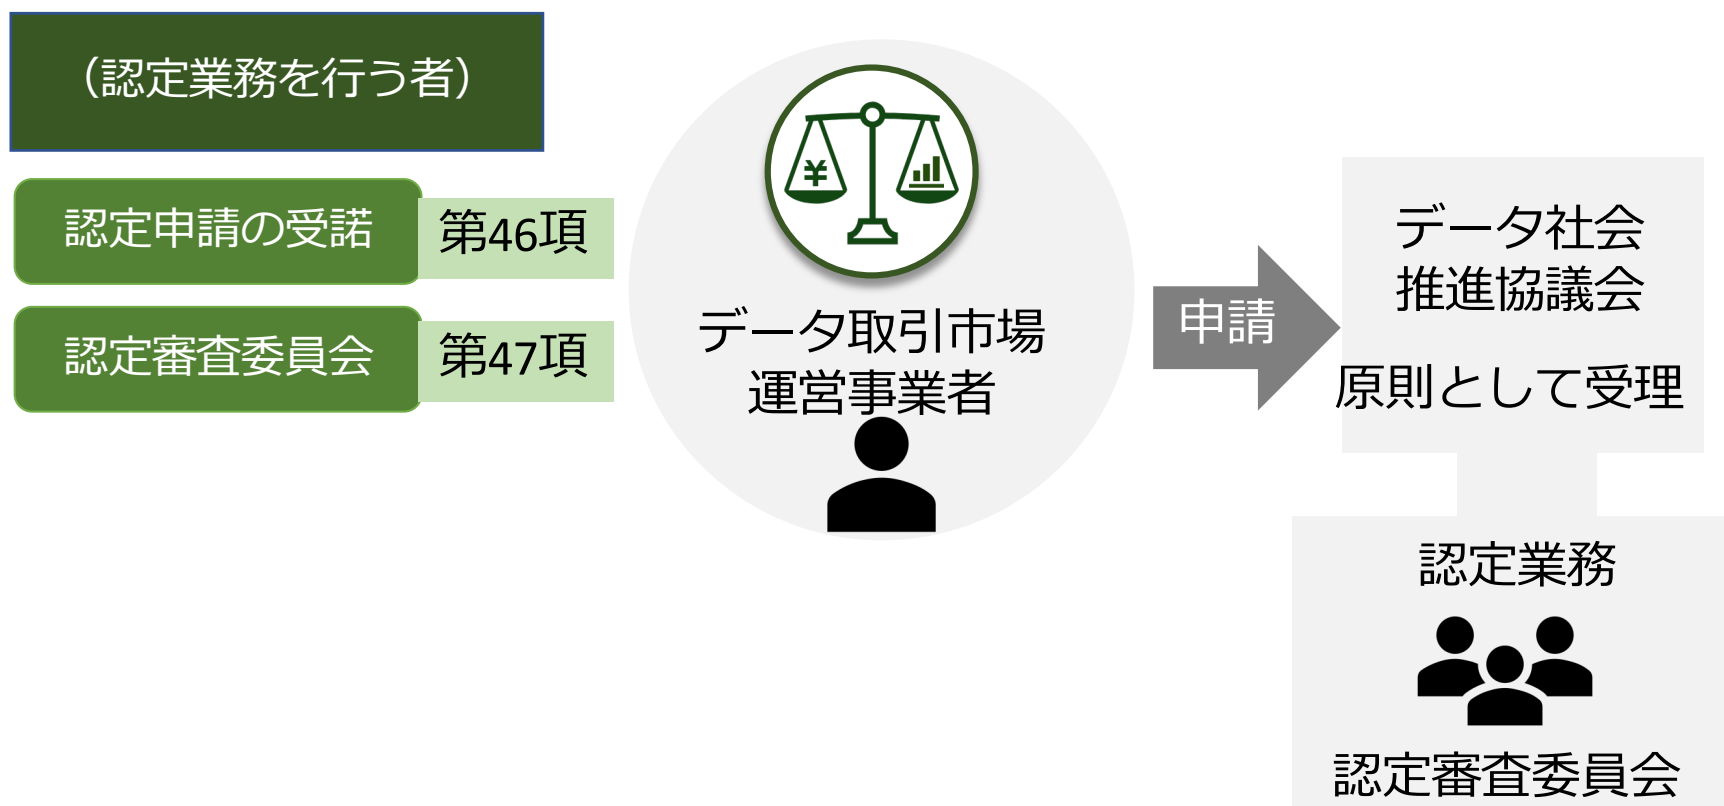 （認定業務を行う者）
認定申請の受諾
第46項
認定審査委員会
第47項
¥
データ取引市場
運営事業者
申請
データ社会
推進協議会
原則として受理
認定業務
認定審査委員会